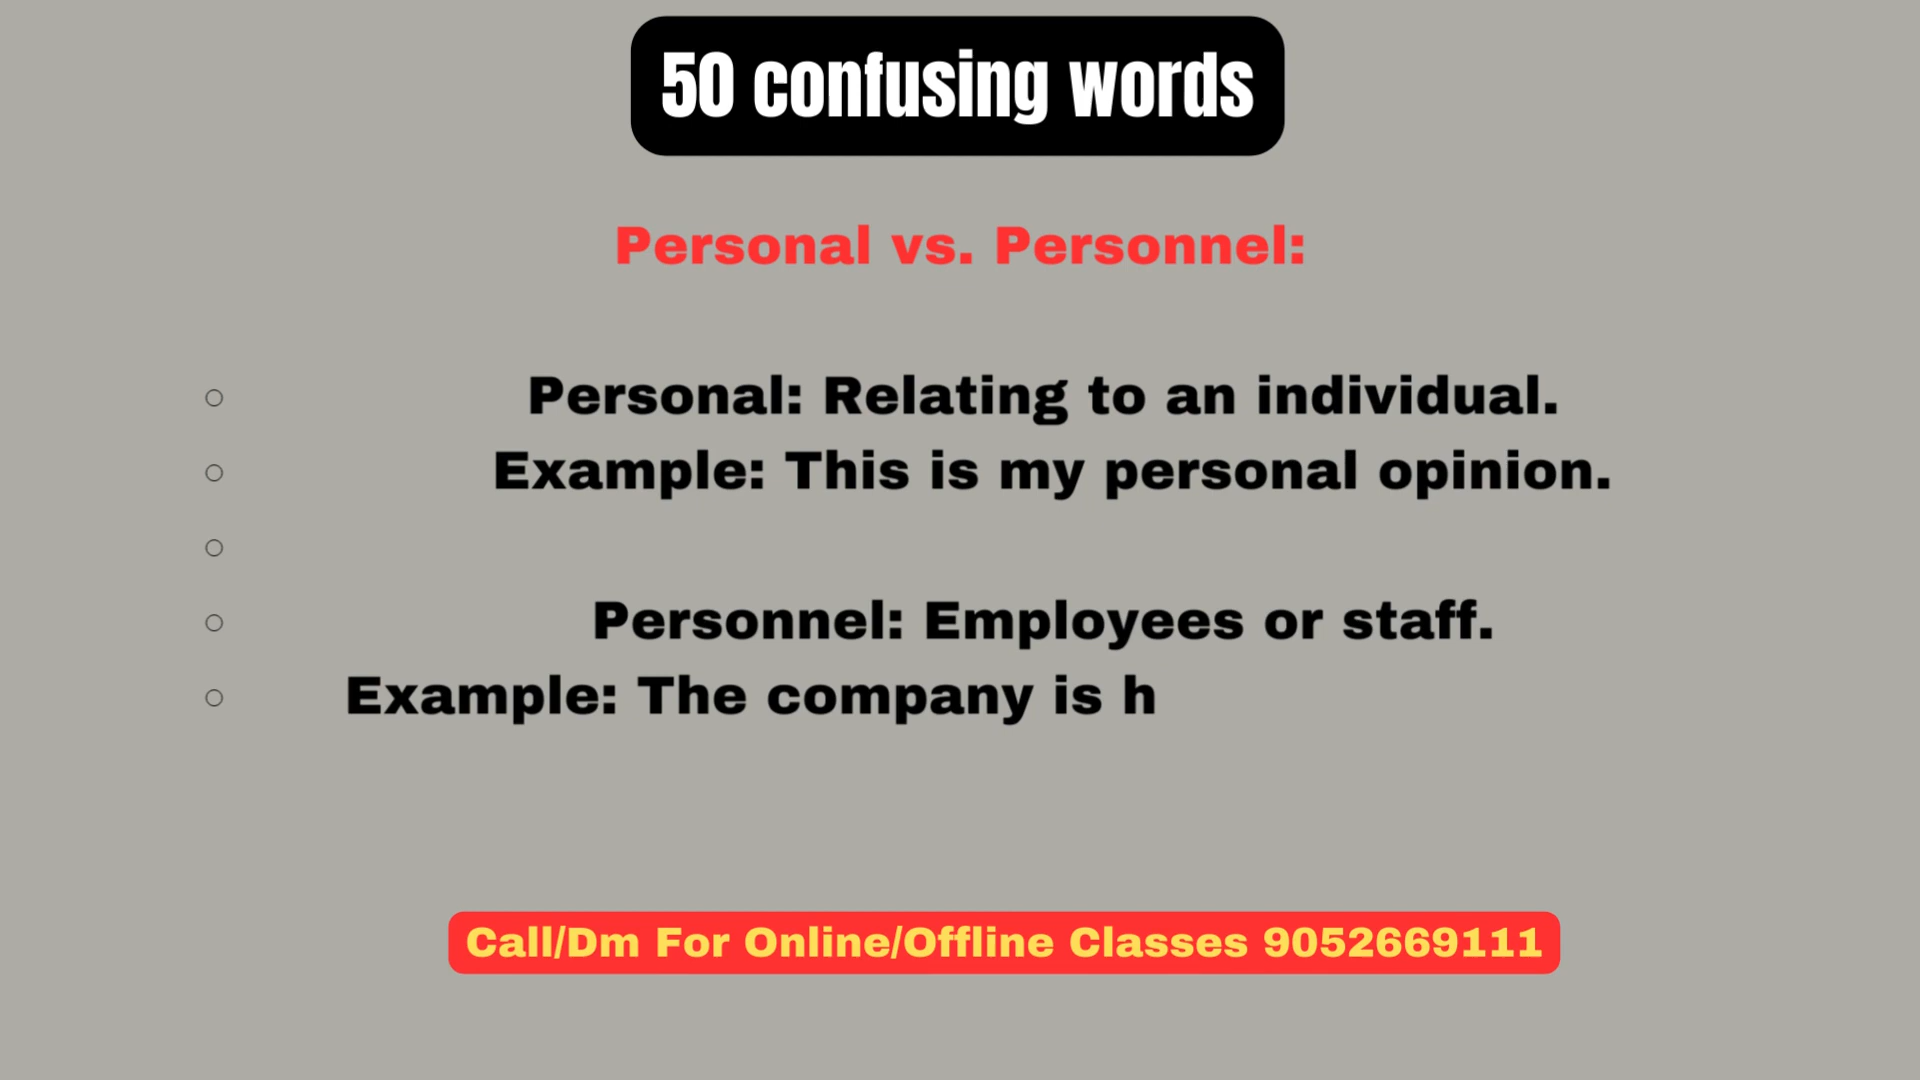 50 confusing words
Personal vs. Personnel:
Personal: Relating to an individual.
Example: This is my personal opinion.
Personnel: Employees or staff.
Example: The company is h
Call/Dm For Online/Offline Classes 9052669111